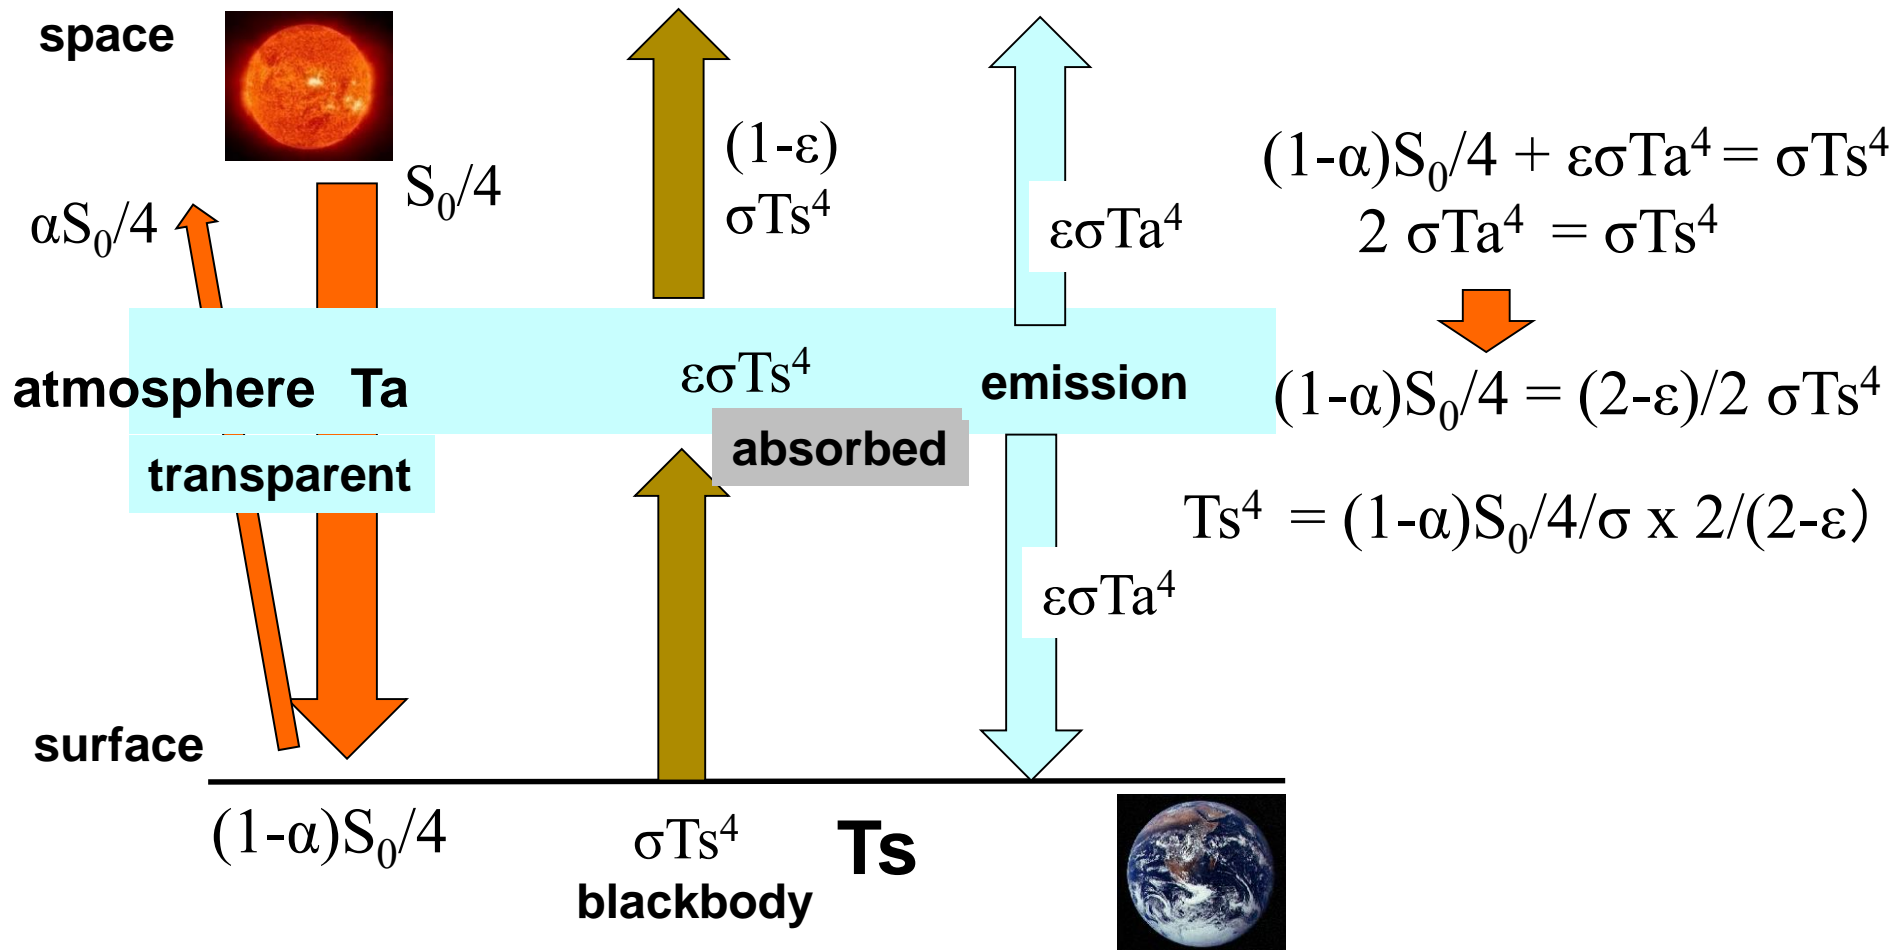 space
S₀/4
αS₀/4
(1-ε)
σTs⁴
εσTa⁴
(1-α)S₀/4 + εσTa⁴ = σTs⁴
2 σTa⁴ = σTs⁴
atmosphere Ta
εσTs⁴
emission
(1-α)S₀/4 = (2-ε)/2 σTs⁴
transparent
absorbed
Ts⁴ = (1-α)S₀/4/σ x 2/(2-ε）
εσTa⁴
surface
(1-α)S₀/4
σTs⁴
Ts
blackbody